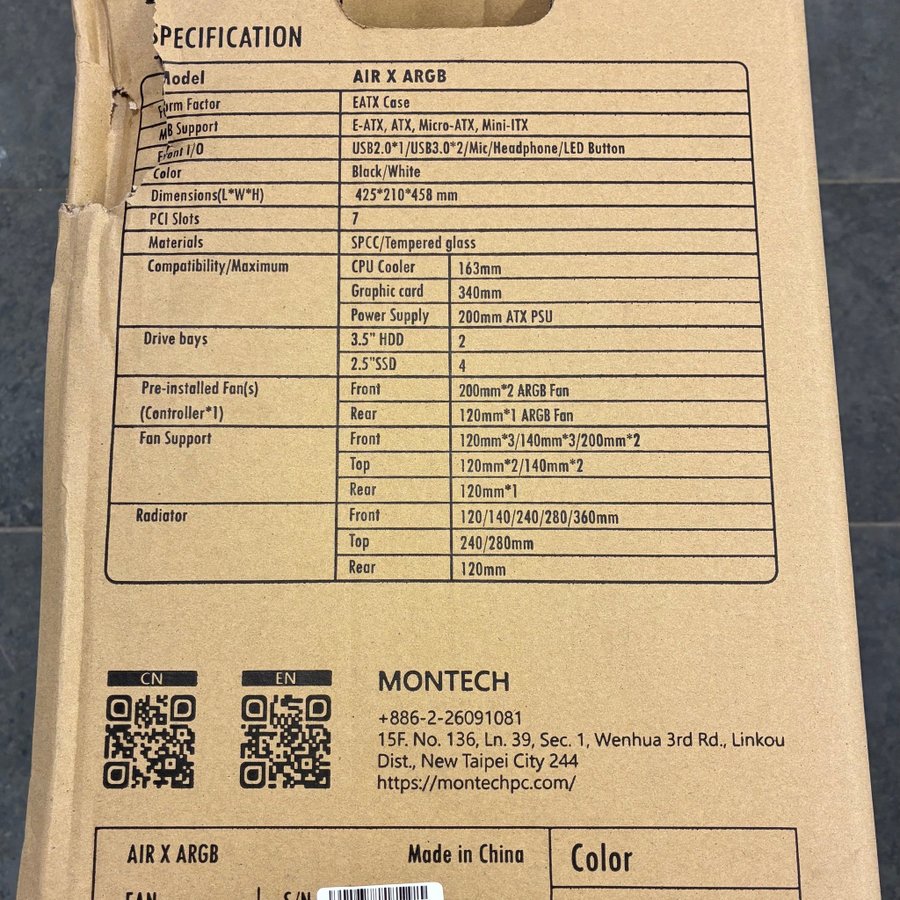 SPECIFICATION
Model AIR X ARGB
Form Factor EATX Case
MB Support E-ATX, ATX, Micro-ATX, Mini-ITX
Front I/O USB2.0*1/USB3.0*2/Mic/Headphone/LED Button
Color Black/White
Dimensions(L*W*H) 425*210*458 mm
PCI Slots 7
Materials SPCC/Tempered glass
Compatibility/Maximum CPU Cooler 163mm
Graphic card 340mm
Power Supply 200mm ATX PSU
Drive bays 3.5" HDD 2
2.5"SSD 4
Pre-installed Fan(s) Front 200mm*2 ARGB Fan
(Controller*1) Rear 120mm*1 ARGB Fan
Fan Support Front 120mm*3/140mm*3/200mm*2
Top 120mm*2/140mm*2
Rear 120mm*1
Radiator Front 120/140/240/280/360mm
Top 240/280mm
Rear 120mm
CN EN MONTECH
+886-2-26091081
15F. No. 136, Ln. 39, Sec. 1, Wenhua 3rd Rd., Linkou
Dist., New Taipei City 244
https://montechpc.com/
AIR X ARGB Made in China Color
EAN S/N